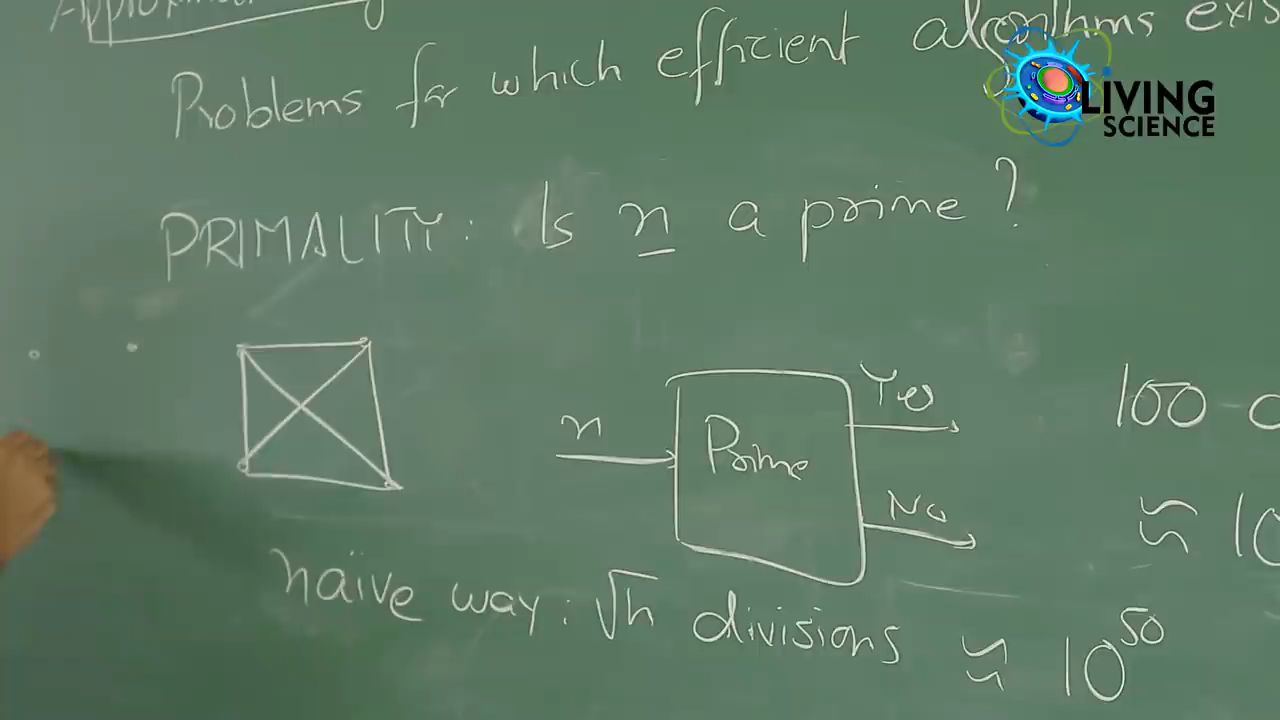 Problems for which efficient algorithms
LIVING
SCIENCE
PRIMALITY: Is n a prime?
n
Prime
Yes
No
100
≈ 10
naive way: √n divisions ≈ 10^50